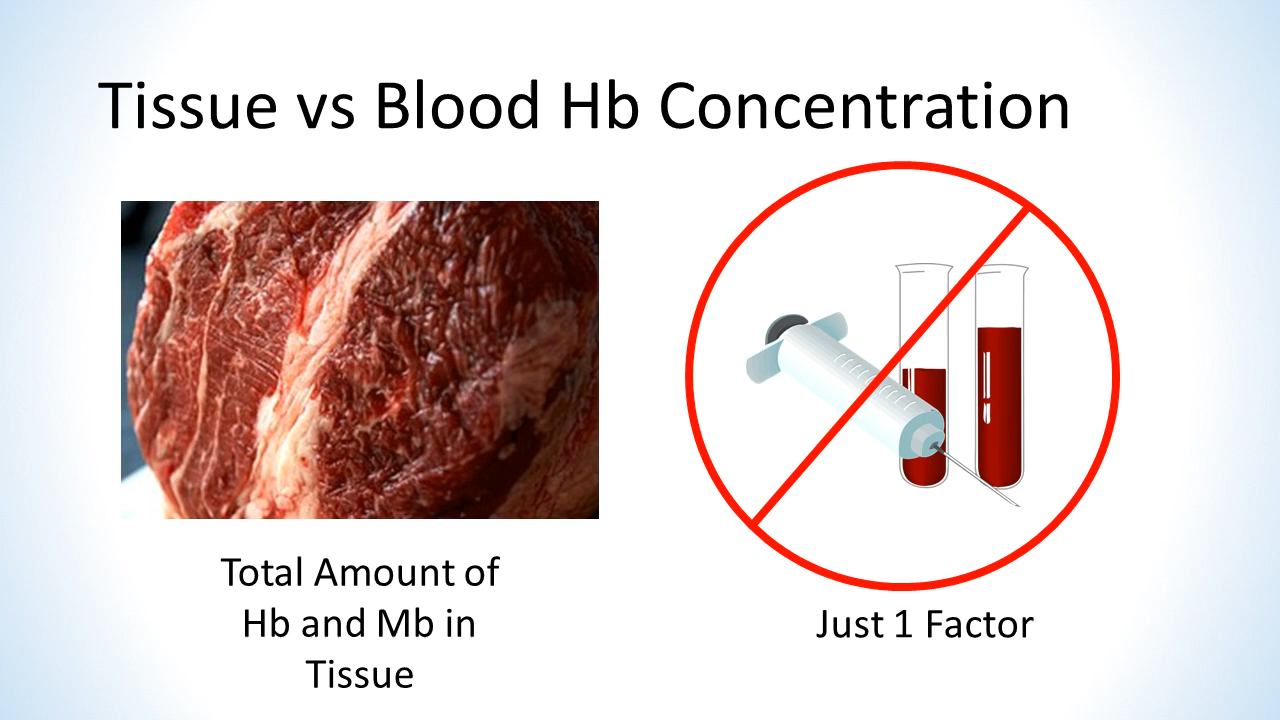 Tissue vs Blood Hb Concentration
Total Amount of
Hb and Mb in
Tissue
Just 1 Factor